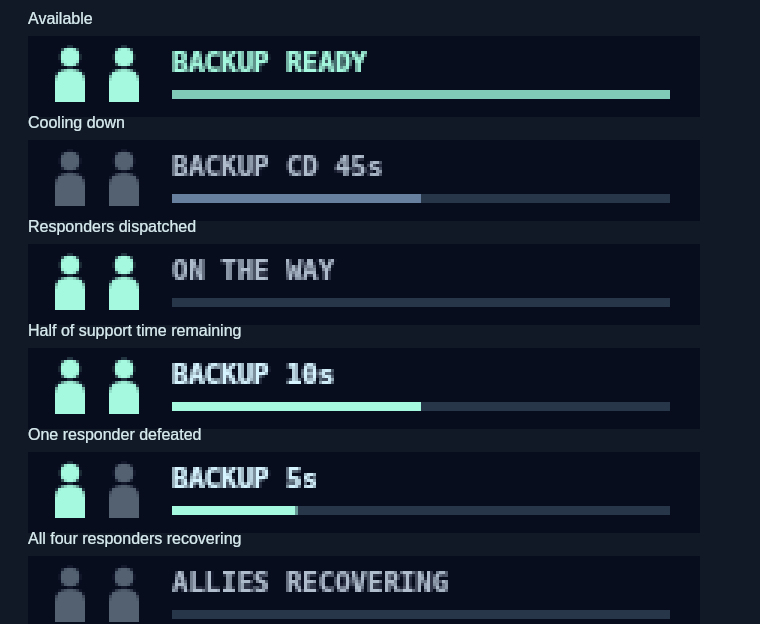 Available
BACKUP READY
Cooling down
BACKUP CD 45s
Responders dispatched
ON THE WAY
Half of support time remaining
BACKUP 10s
One responder defeated
BACKUP 5s
All four responders recovering
ALLIES RECOVERING